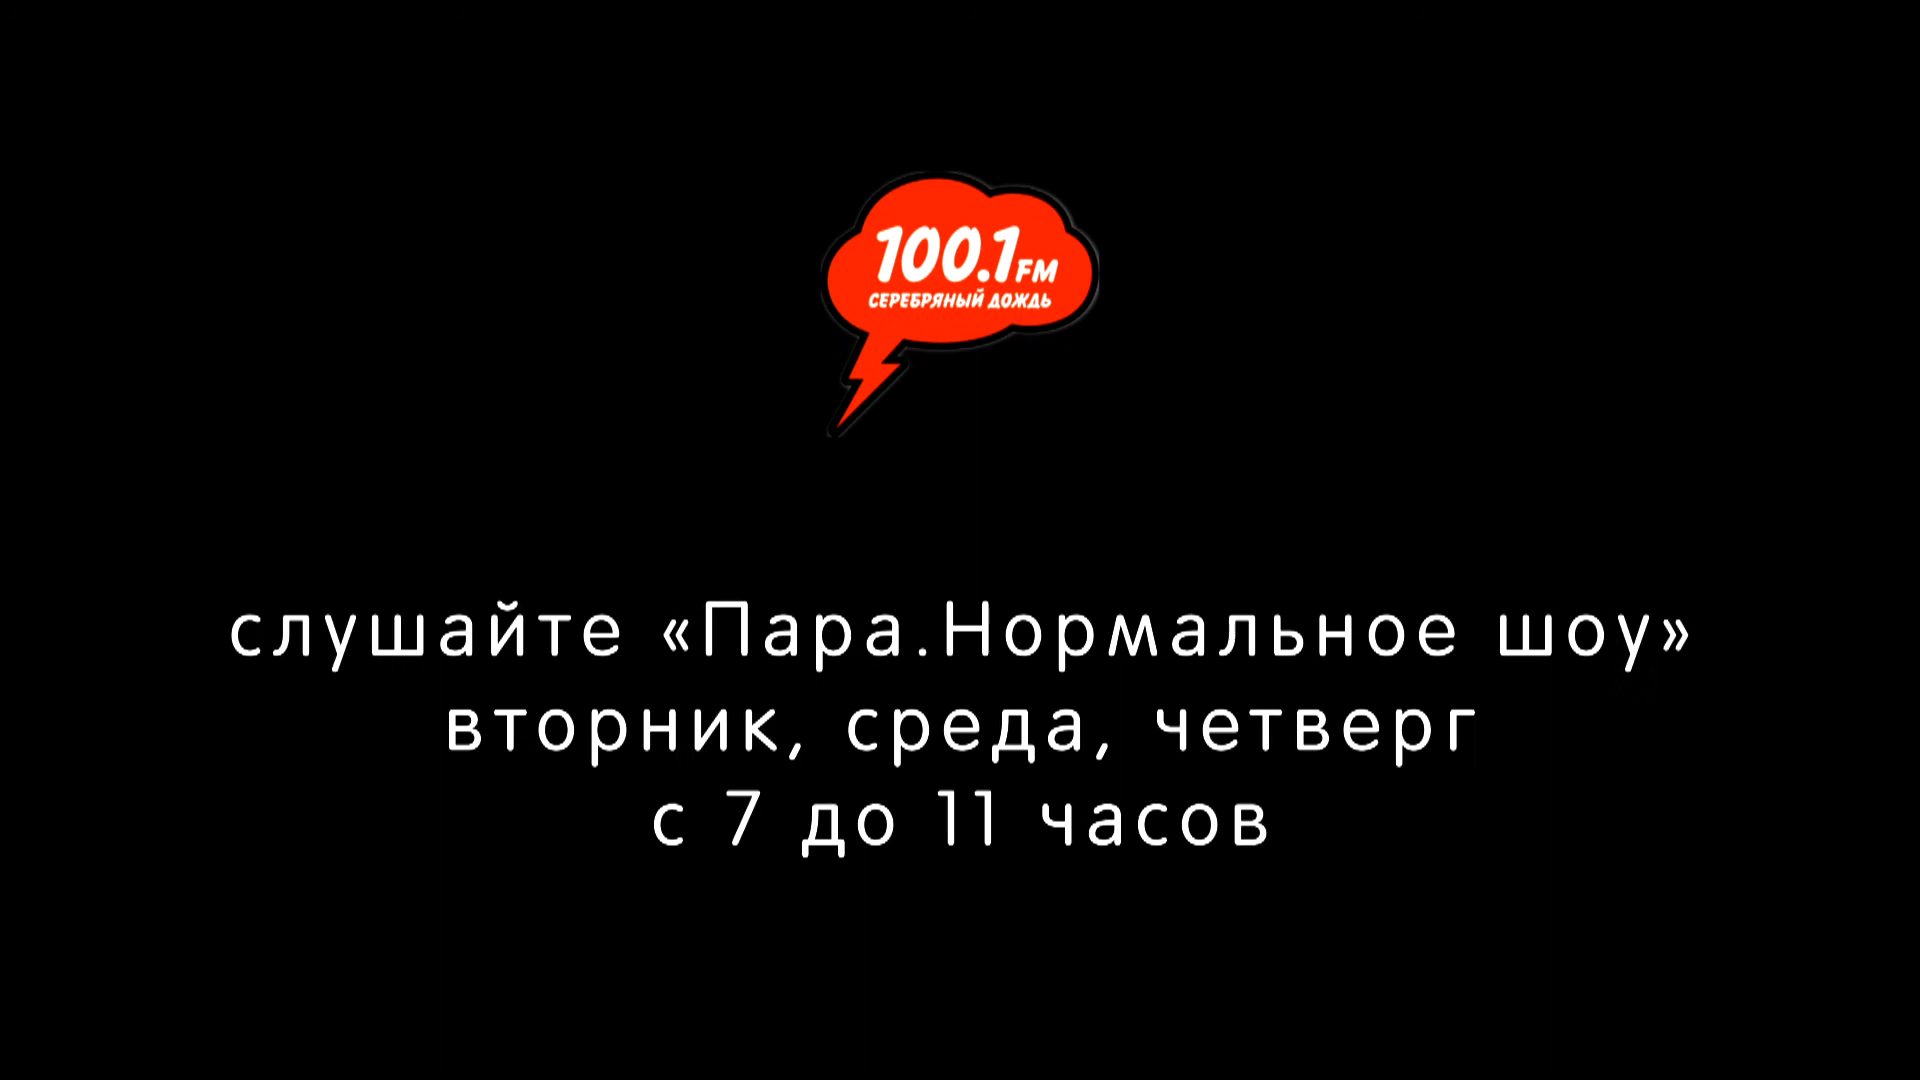 100.1FM
СЕРЕБРЯНЫЙ ДОЖДЬ
слушайте «Пара.Нормальное шоу»
вторник, среда, четверг
с 7 до 11 часов